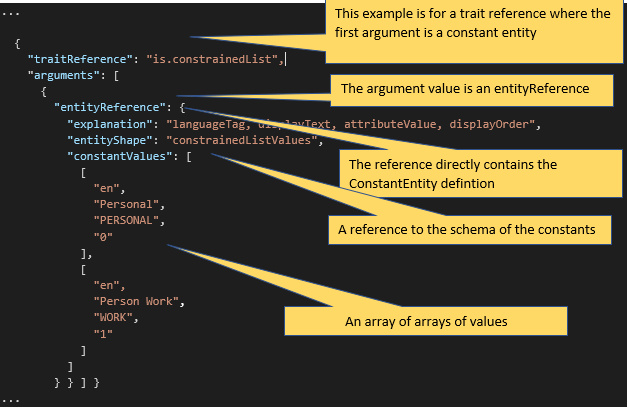 ...
This example is for a trait reference where the
first argument is a constant entity
{
"traitReference": "is.constrainedList",
"arguments": [
The argument value is an entityReference
{
"entityReference": {
"explanation": "languageTag, displayText, attributeValue, displayOrder",
"entityShape": "constrainedListValues",
The reference directly contains the
ConstantEntity defintion
"constantValues": [
[
"en",
"Personal",
"PERSONAL",
A reference to the schema of the constants
"0"
],
[
"en",
"Person Work",
"WORK",
An array of arrays of values
"1"
]
]
} } ] }
...